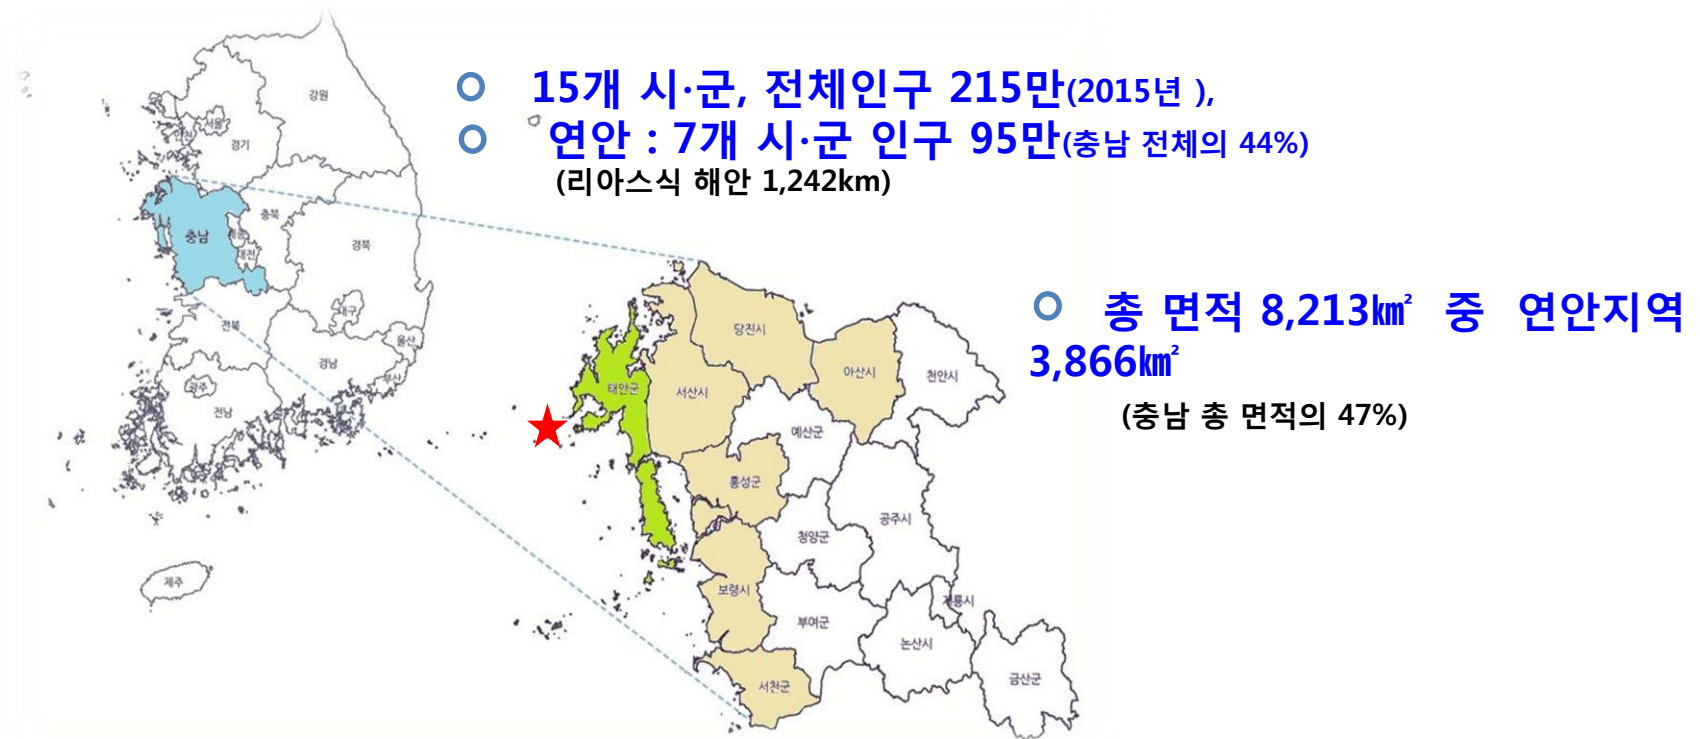 15개 시·군, 전체인구 215만(2015년 ),
연안 : 7개 시·군 인구 95만(충남 전체의 44%)
(리아스식 해안 1,242km)
총 면적 8,213㎢ 중 연안지역
3,866㎢
(충남 총 면적의 47%)
강원
서울
인천
경기
충북
충남
세종
대전
경북
대구
전북
울산
경남
부산
광주
전남
제주
당진시
아산시
천안시
태안군
서산시
예산군
홍성군
공주시
청양군
보령시
계룡시
부여군
논산시
서천군
금산군